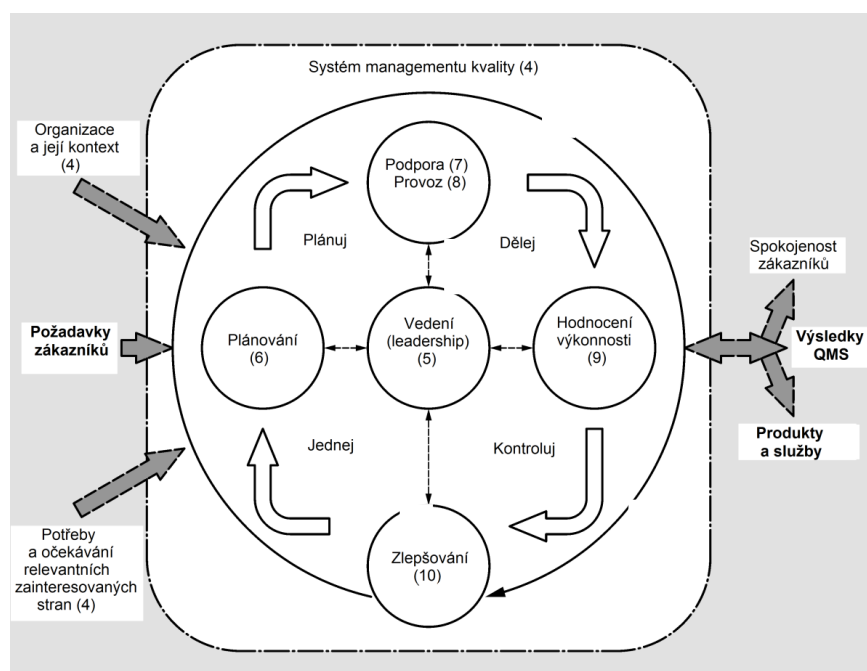 Systém managementu kvality (4)
Organizace
a její kontext
(4)
Podpora (7)
Provoz (8)
Plánuj
Dělej
Spokojenost
zákazníků
Požadavky
zákazníků
Plánování
(6)
Vedení
(leadership)
(5)
Hodnocení
výkonnosti
(9)
Výsledky
QMS
Jednej
Kontroluj
Produkty
a služby
Potřeby
a očekávání
relevantních
zainteresovaných
stran (4)
Zlepšování
(10)